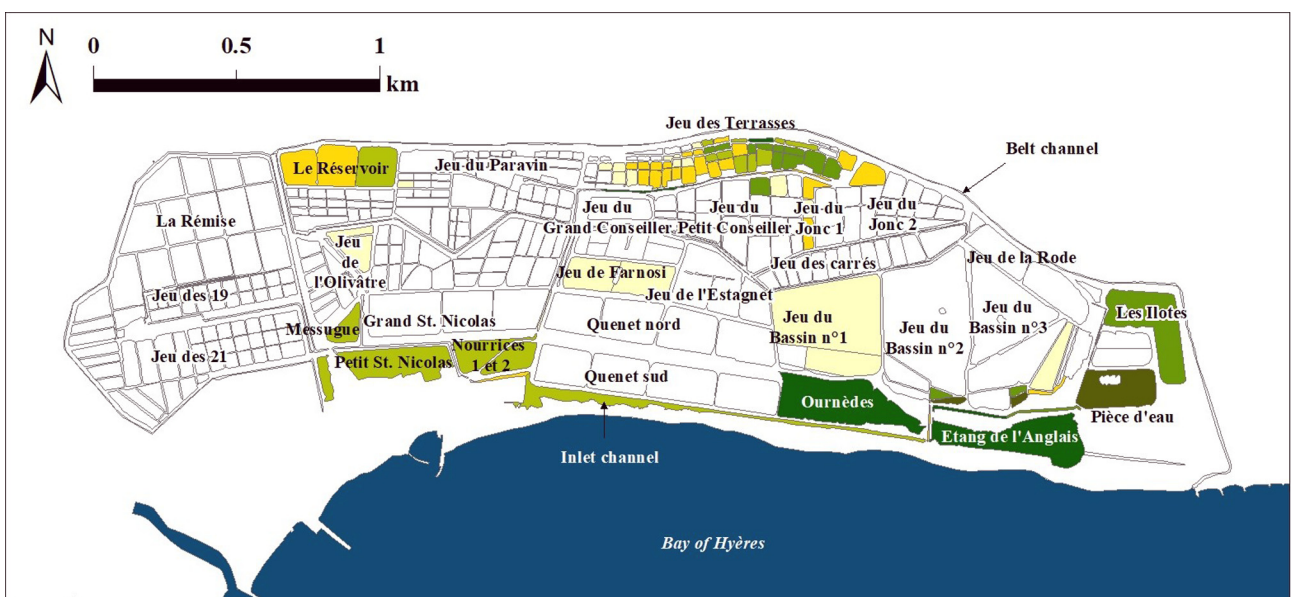 N
0 0.5 1
km
Jeu des Terrasses
Belt channel
Le Réservoir
Jeu du Paravin
La Rémise
Jeu du
Grand Conseiller
Jeu du
Petit Conseiller
Jeu du
Jonc 1
Jeu du
Jonc 2
Jeu
de
l'Olivâtre
Jeu des carrés
Jeu de la Rode
Jeu de Farnosi
Jeu des 19
Jeu de l'Estagnet
Messugue
Grand St. Nicolas
Quenet nord
Jeu du
Bassin n°1
Jeu du
Bassin n°2
Jeu du
Bassin n°3
Les Ilotes
Jeu des 21
Petit St. Nicolas
Nourrices
1 et 2
Quenet sud
Ournèdes
Pièce d'eau
Etang de l'Anglais
Inlet channel
Bay of Hyères